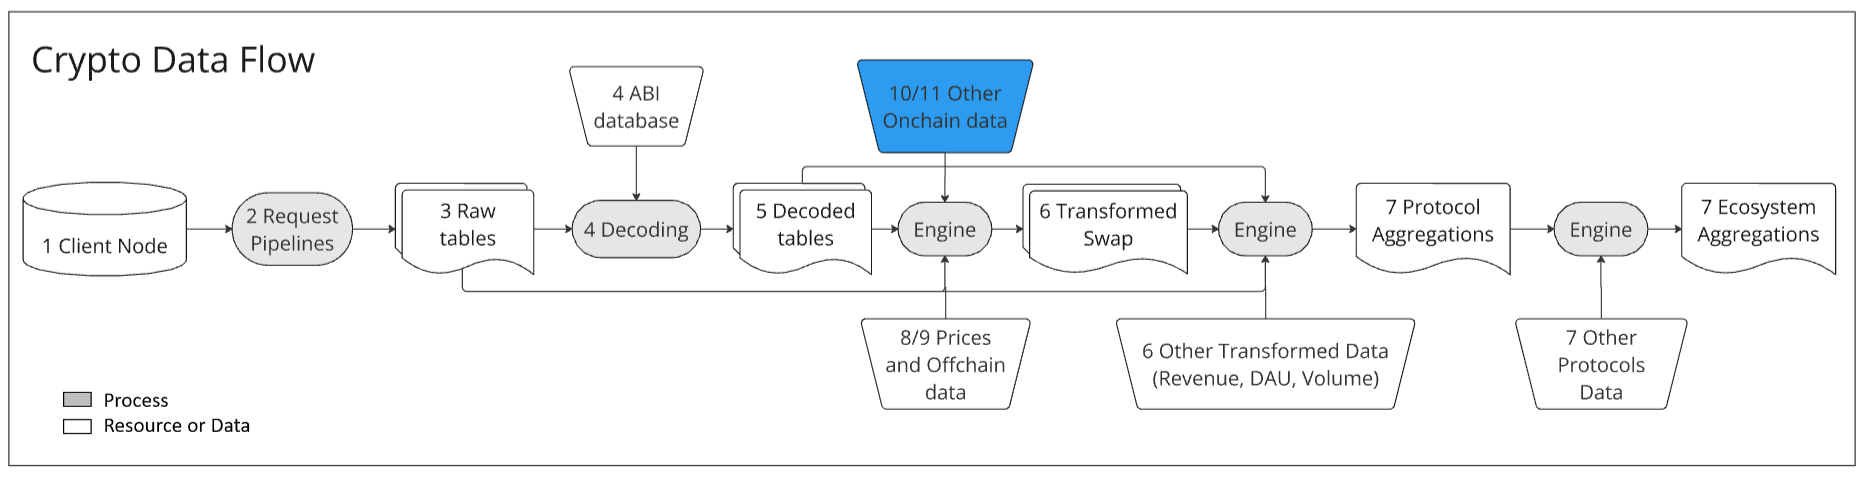 Crypto Data Flow
4 ABI
database
10/11 Other
Onchain data
1 Client Node
2 Request
Pipelines
3 Raw
tables
4 Decoding
5 Decoded
tables
Engine
6 Transformed
Swap
Engine
7 Protocol
Aggregations
Engine
7 Ecosystem
Aggregations
8/9 Prices
and Offchain
data
6 Other Transformed Data
(Revenue, DAU, Volume)
7 Other
Protocols
Data
Process
Resource or Data